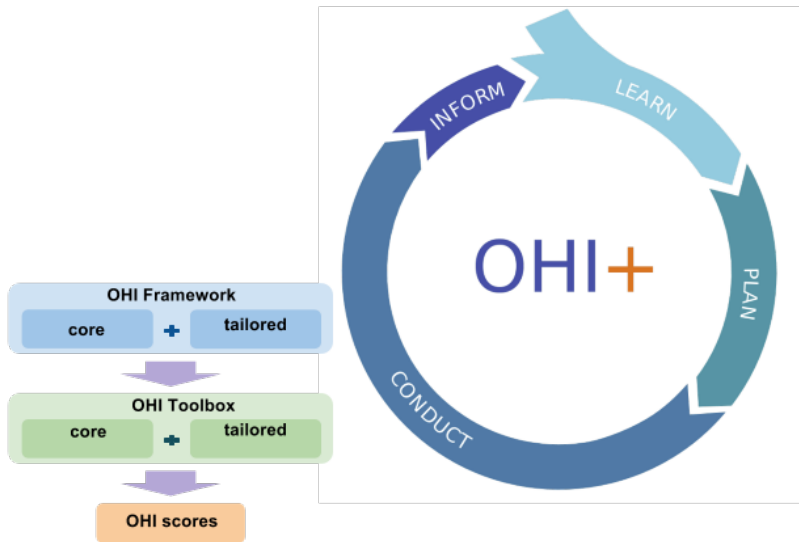 OHI Framework
core + tailored
OHI Toolbox
core + tailored
OHI scores
INFORM
LEARN
PLAN
CONDUCT
OHI+